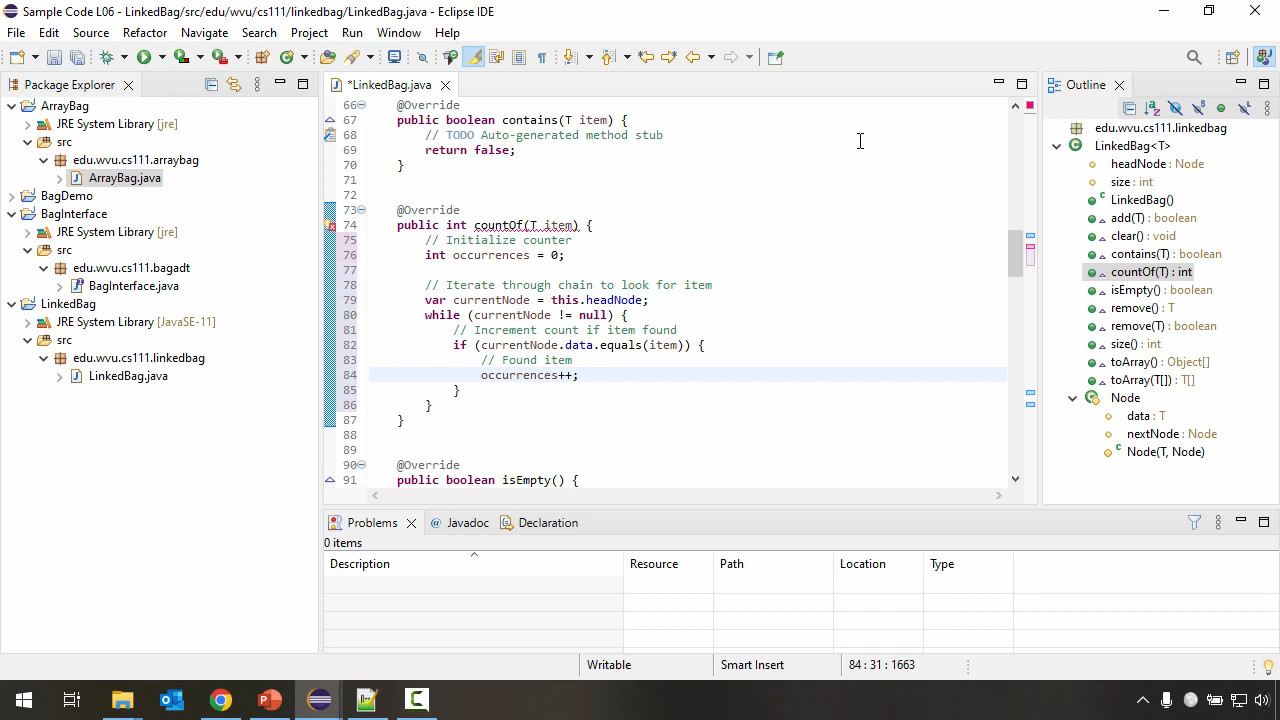 Sample Code L06 - LinkedBag/src/edu/wvu/cs111/linkedbag/LinkedBag.java - Eclipse IDE
File Edit Source Refactor Navigate Search Project Run Window Help
Package Explorer
ArrayBag
JRE System Library [jre]
src
edu.wvu.cs111.arraybag
ArrayBag.java
BagDemo
BagInterface
JRE System Library [jre]
src
edu.wvu.cs111.bagadt
BagInterface.java
LinkedBag
JRE System Library [JavaSE-11]
src
edu.wvu.cs111.linkedbag
LinkedBag.java
*LinkedBag.java
66 @Override
67 public boolean contains(T item) {
68 // TODO Auto-generated method stub
69 return false;
70 }
71
72
73 @Override
74 public int countOf(T item) {
75 // Initialize counter
76 int occurrences = 0;
77
78 // Iterate through chain to look for item
79 var currentNode = this.headNode;
80 while (currentNode != null) {
81 // Increment count if item found
82 if (currentNode.data.equals(item)) {
83 // Found item
84 occurrences++;
85 }
86 }
87 }
88
89
90 @Override
91 public boolean isEmpty() {
Outline
edu.wvu.cs111.linkedbag
LinkedBag<T>
headNode : Node
size : int
LinkedBag()
add(T) : boolean
clear() : void
contains(T) : boolean
countOf(T) : int
isEmpty() : boolean
remove() : T
remove(T) : boolean
size() : int
toArray() : Object[]
toArray(T[]) : T[]
Node
data : T
nextNode : Node
Node(T, Node)
Problems @ Javadoc Declaration
0 items
Description Resource Path Location Type
Writable Smart Insert 84 : 31 : 1663